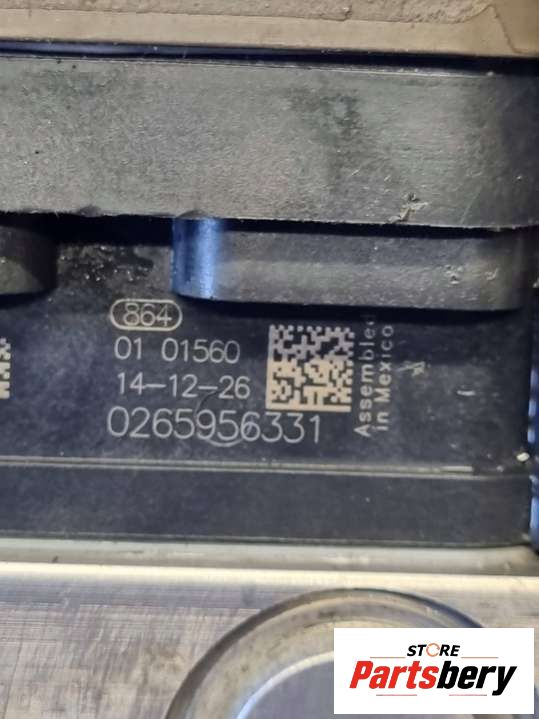 864
01 01560
14-12-26
0265956331
Assembled
in Mexico
STORE
Partsbery